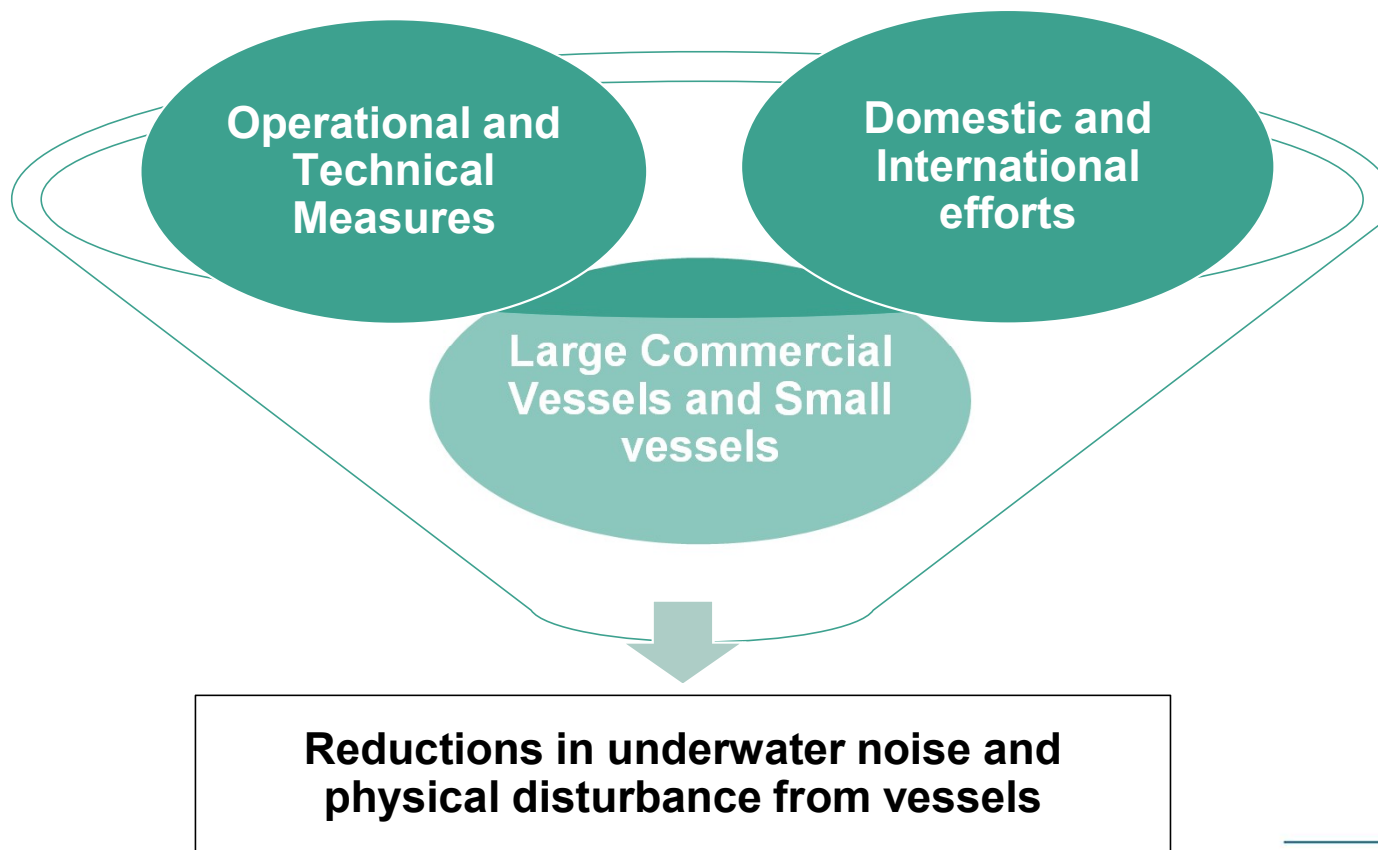 Operational and
Technical
Measures
Domestic and
International
efforts
Large Commercial
Vessels and Small
vessels
Reductions in underwater noise and
physical disturbance from vessels